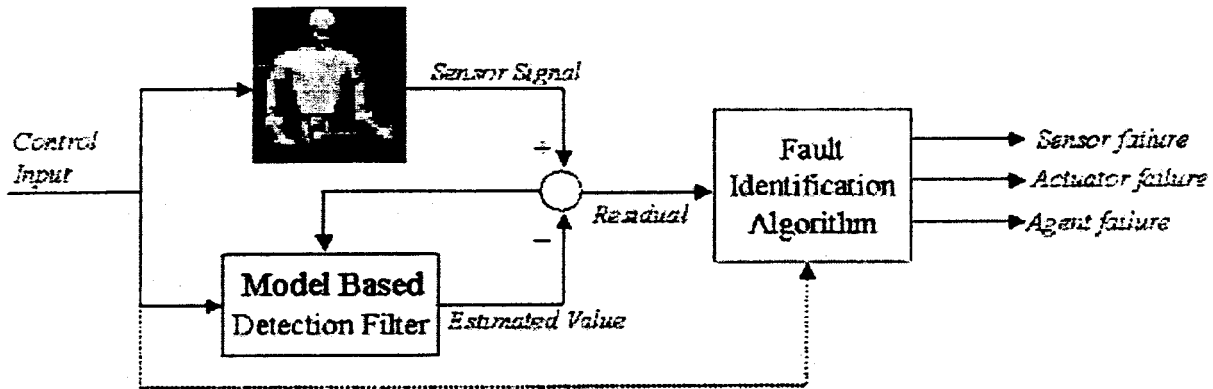 Sensor Signal
Control
Input
+
Fault
Identification
Algorithm
Sensor failure
Actuator failure
Agent failure
Residual
−
Model Based
Detection Filter
Estimated Value